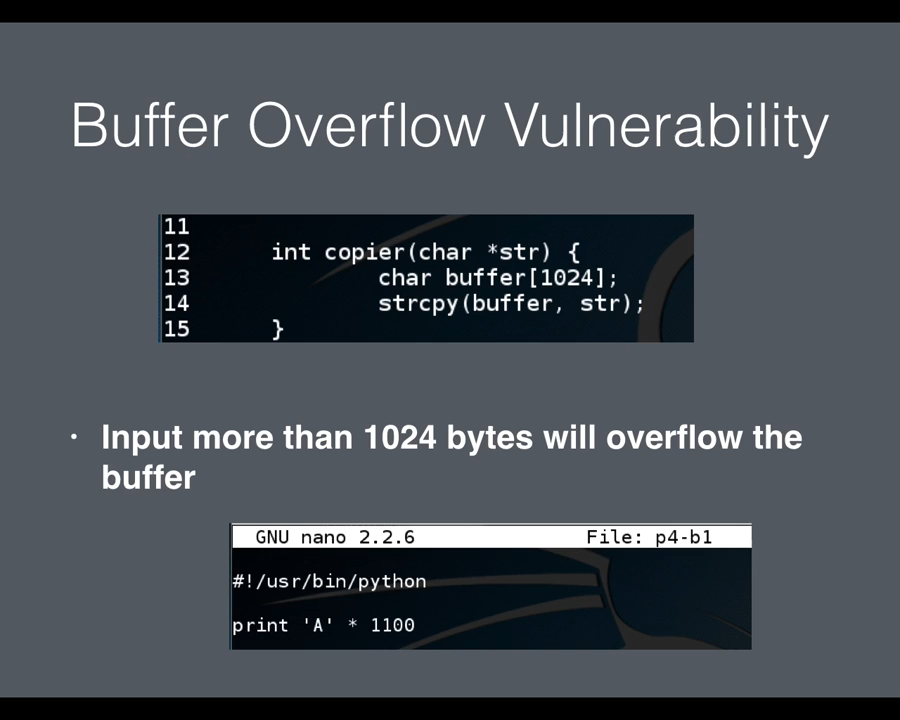 Buffer Overflow Vulnerability
11
12 int copier(char *str) {
13 char buffer[1024];
14 strcpy(buffer, str);
15 }
• Input more than 1024 bytes will overflow the
buffer
GNU nano 2.2.6 File: p4-b1
#!/usr/bin/python
print 'A' * 1100